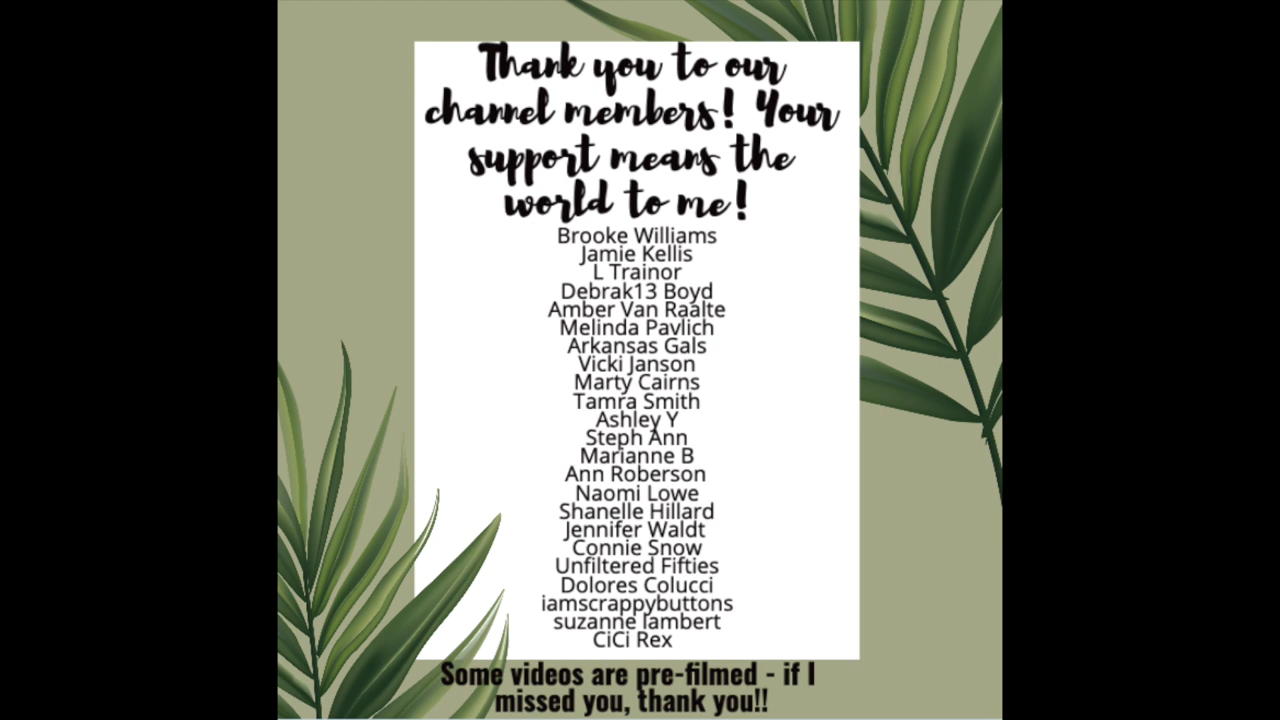 Thank you to our
channel members! Your
support means the
world to me!
Brooke Williams
Jamie Kellis
L Trainor
Debrak13 Boyd
Amber Van Raalte
Melinda Pavlich
Arkansas Gals
Vicki Janson
Marty Cairns
Tamra Smith
Ashley Y
Steph Ann
Marianne B
Ann Roberson
Naomi Lowe
Shanelle Hillard
Jennifer Waldt
Connie Snow
Unfiltered Fifties
Dolores Colucci
iamscrappybuttons
suzanne lambert
CiCi Rex
Some videos are pre-filmed - if I
missed you, thank you!!